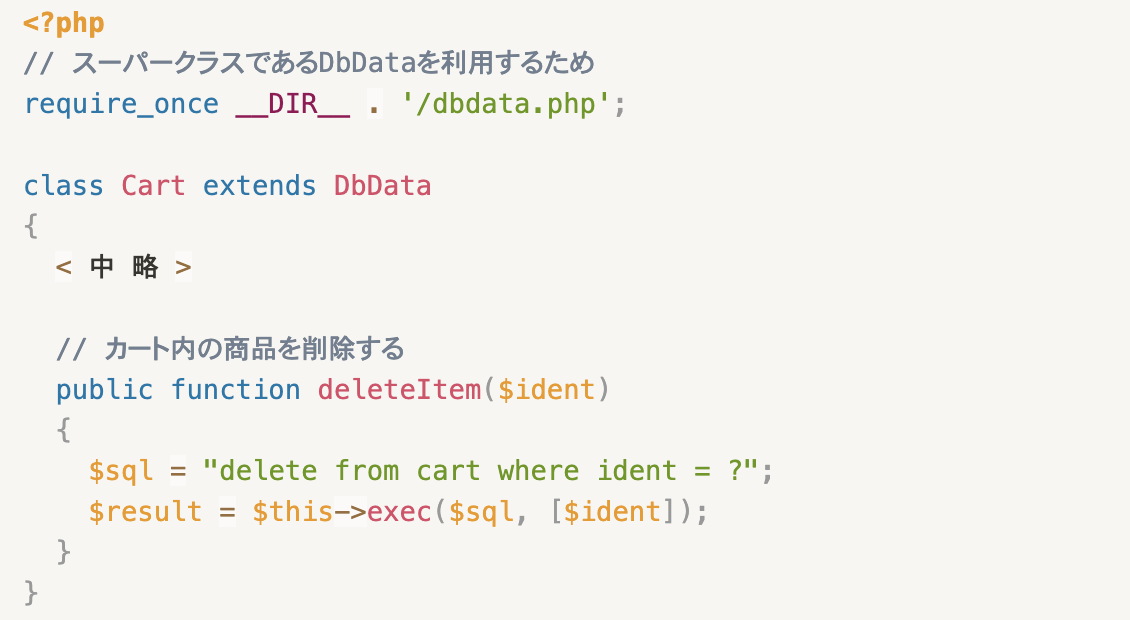 <?php
// スーパークラスであるDbDataを利用するため
require_once __DIR__ . '/dbdata.php';
class Cart extends DbData
{
< 中 略 >
// カート内の商品を削除する
public function deleteItem($ident)
{
$sql = "delete from cart where ident = ?";
$result = $this->exec($sql, [$ident]);
}
}